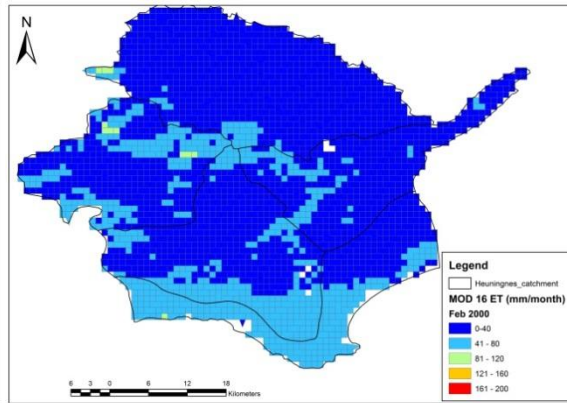 N
Legend
Heuningnes_catchment
MOD 16 ET (mm/month)
Feb 2000
0-40
41 - 80
81 - 120
121 - 160
161 - 200
6 3 0 6 12 18
Kilometers